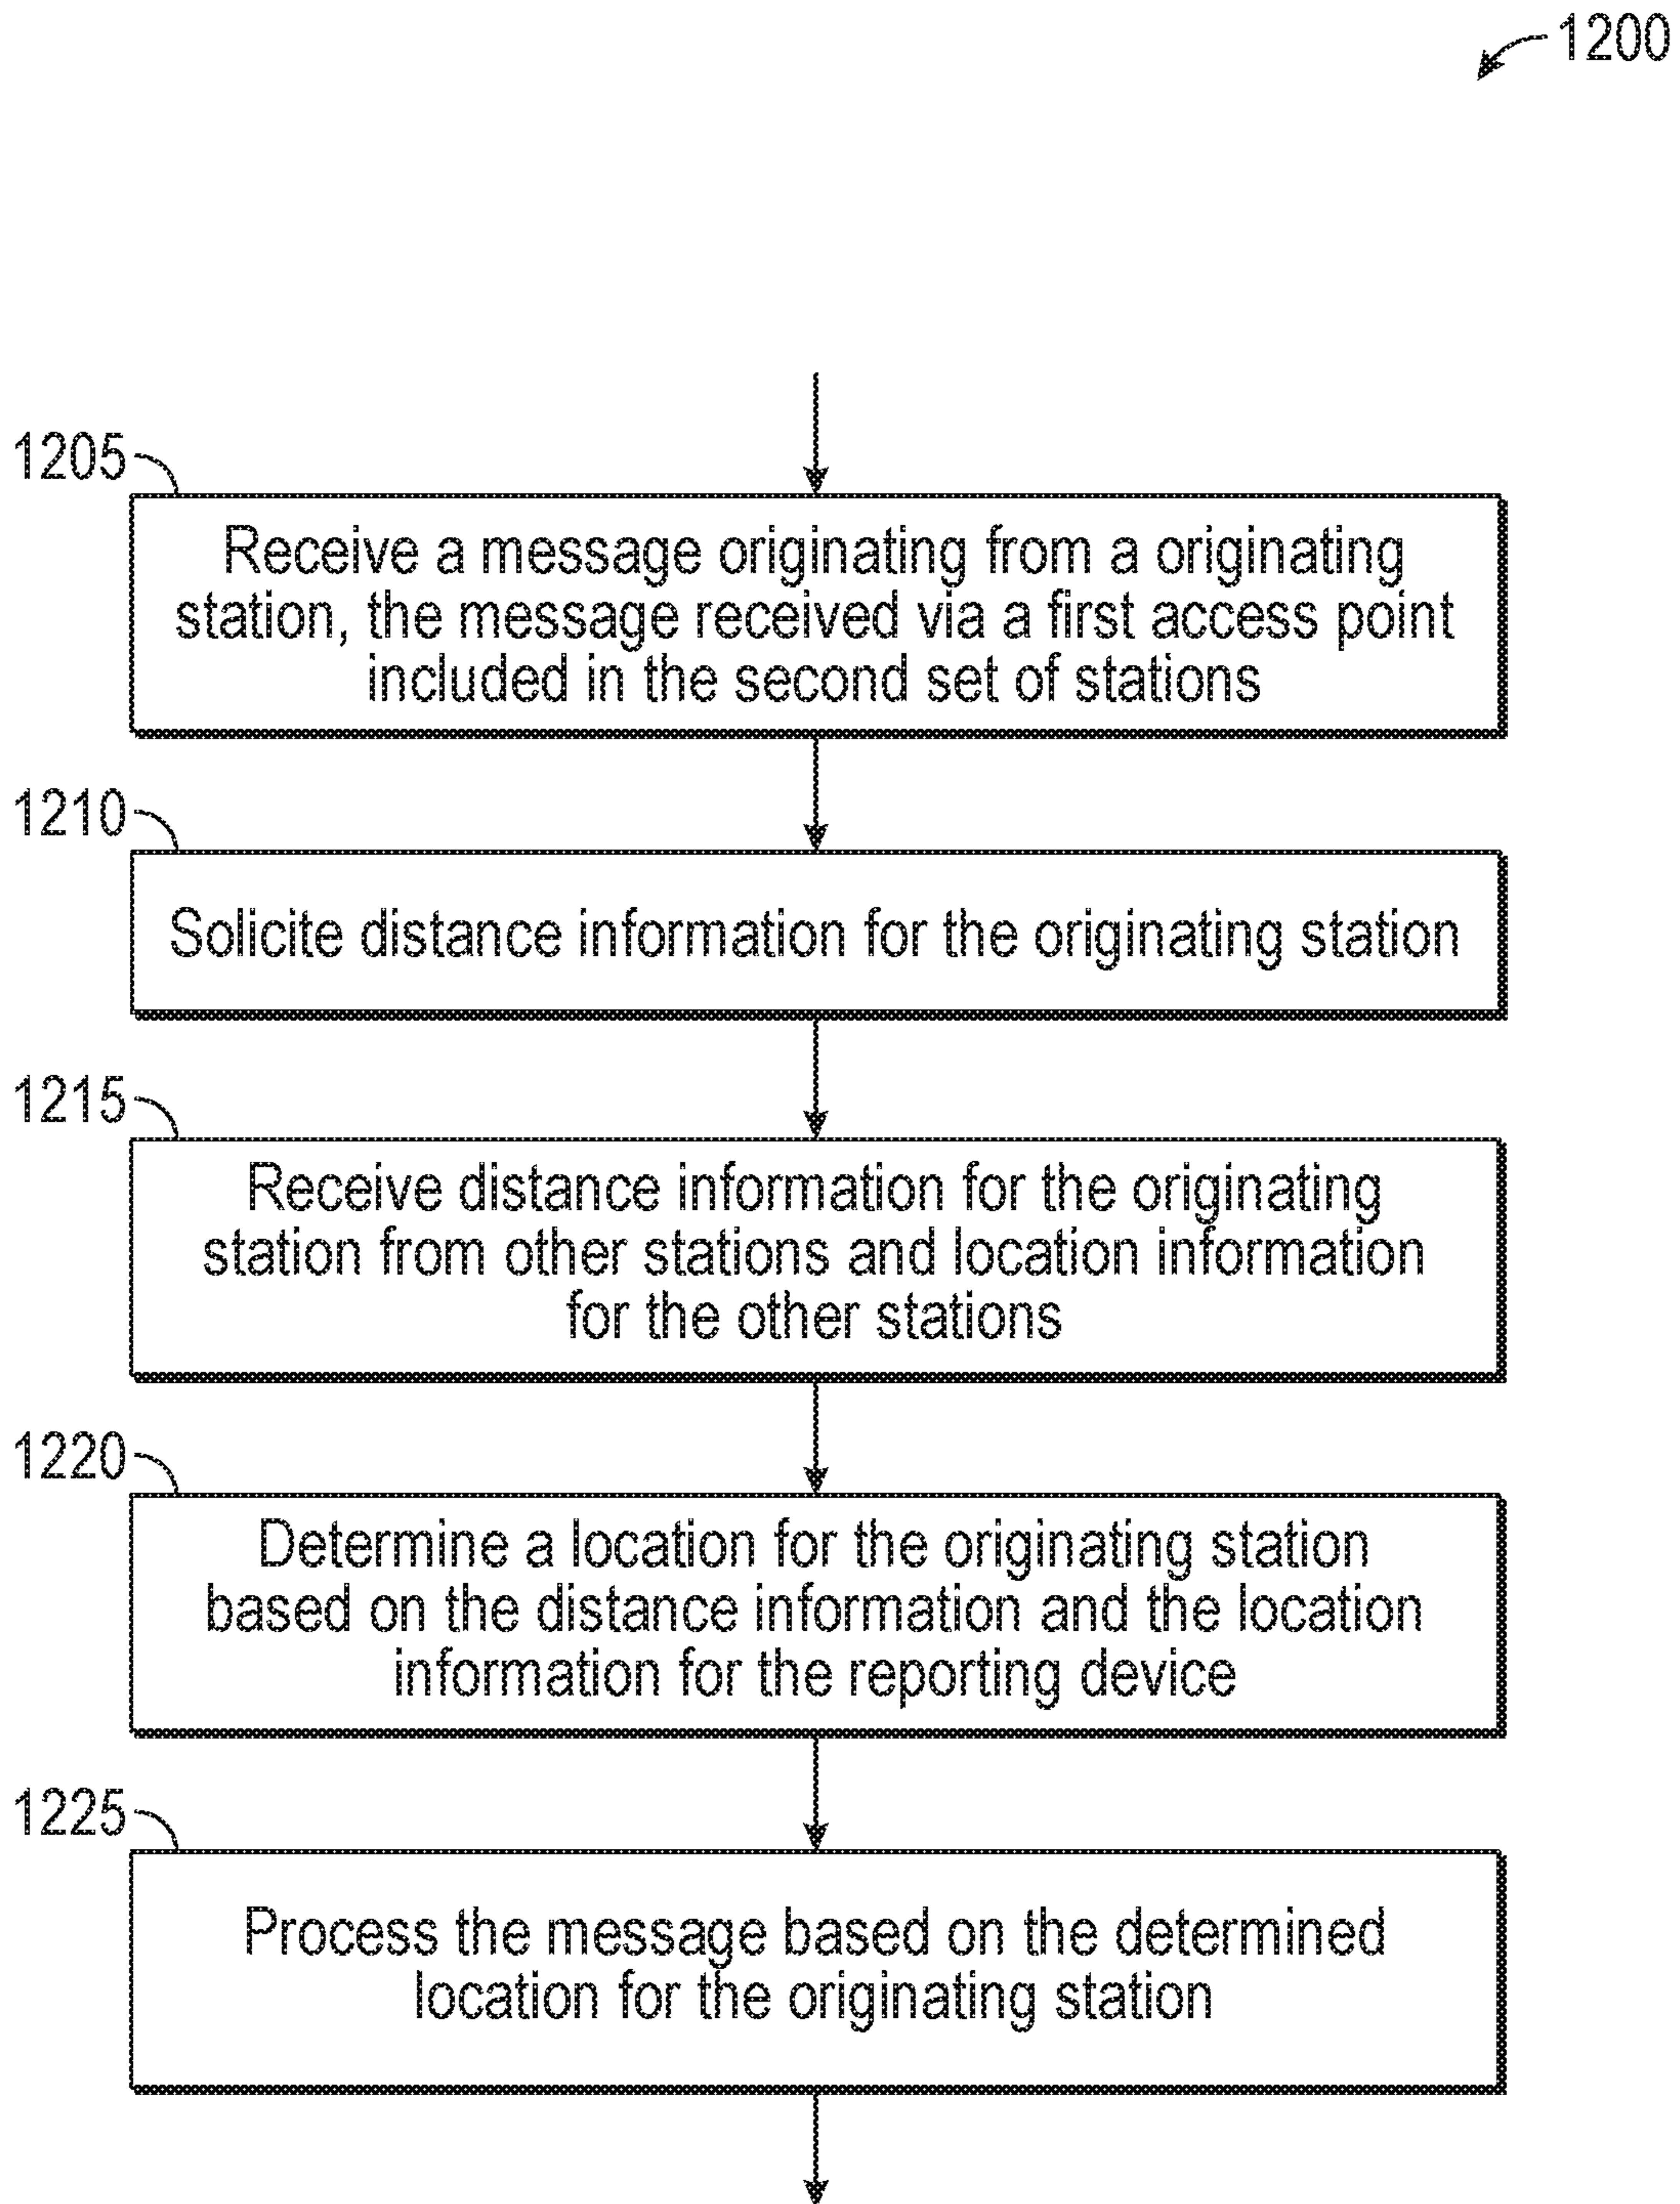 1200
1205
Receive a message originating from a originating
station, the message received via a first access point
included in the second set of stations
1210
Solicite distance information for the originating station
1215
Receive distance information for the originating
station from other stations and location information
for the other stations
1220
Determine a location for the originating station
based on the distance information and the location
information for the reporting device
1225
Process the message based on the determined
location for the originating station